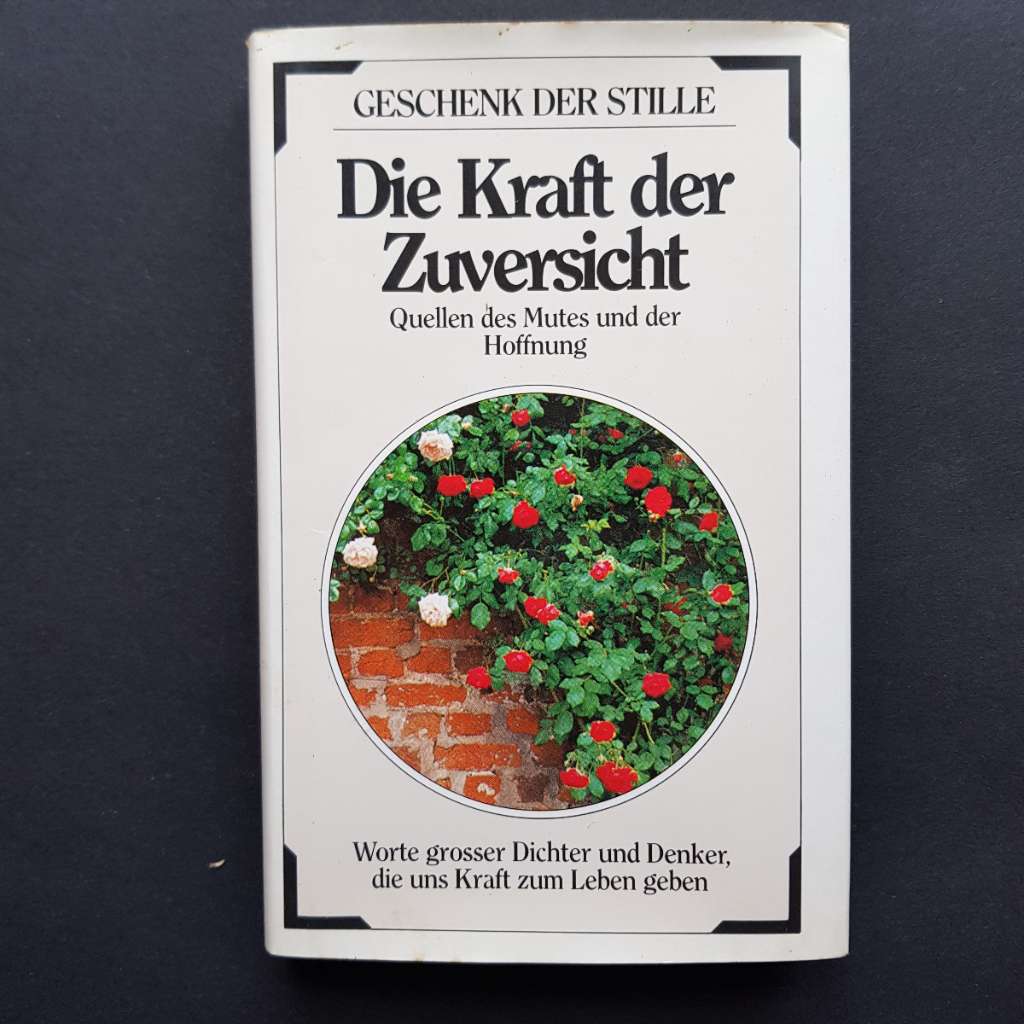 GESCHENK DER STILLE
Die Kraft der
Zuversicht
Quellen des Mutes und der
Hoffnung
Worte grosser Dichter und Denker,
die uns Kraft zum Leben geben